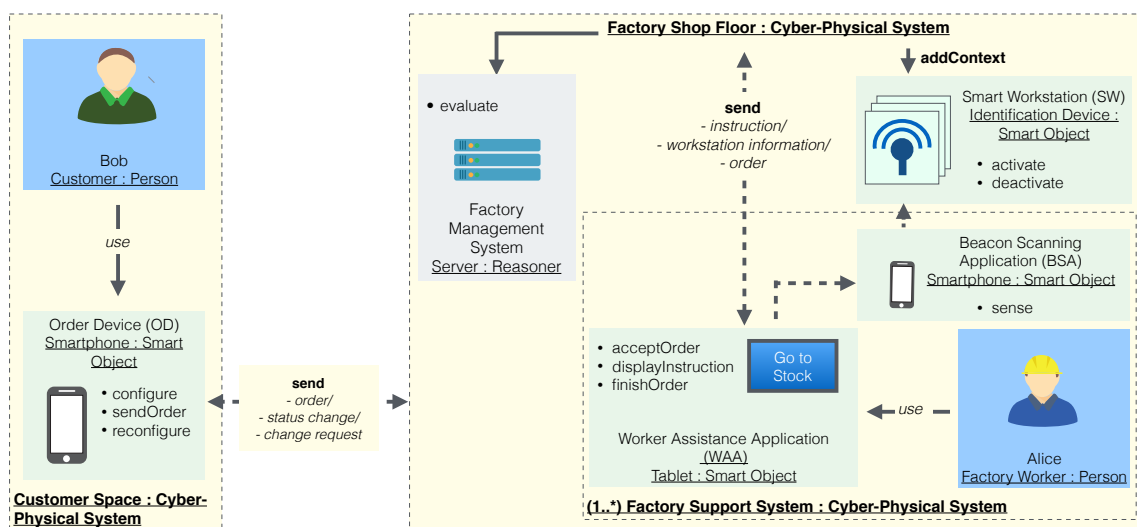 Bob
Customer : Person
use
Order Device (OD)
Smartphone : Smart
Object
• configure
• sendOrder
• reconfigure
Customer Space : Cyber-
Physical System
send
- order/
- status change/
- change request
Factory Shop Floor : Cyber-Physical System
• evaluate
Factory
Management
System
Server : Reasoner
send
- instruction/
- workstation information/
- order
addContext
Smart Workstation (SW)
Identification Device :
Smart Object
• activate
• deactivate
Beacon Scanning
Application (BSA)
Smartphone : Smart Object
• sense
• acceptOrder
• displayInstruction
• finishOrder
Go to
Stock
Worker Assistance Application
(WAA)
Tablet : Smart Object
use
Alice
Factory Worker : Person
(1..*) Factory Support System : Cyber-Physical System